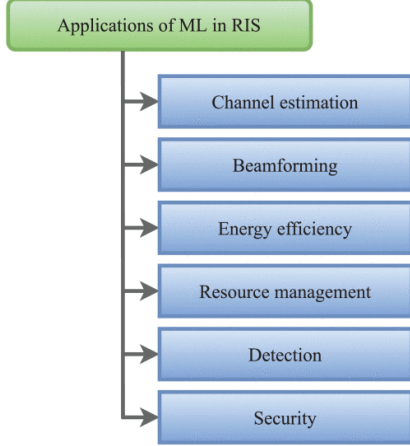 Applications of ML in RIS
Channel estimation
Beamforming
Energy efficiency
Resource management
Detection
Security